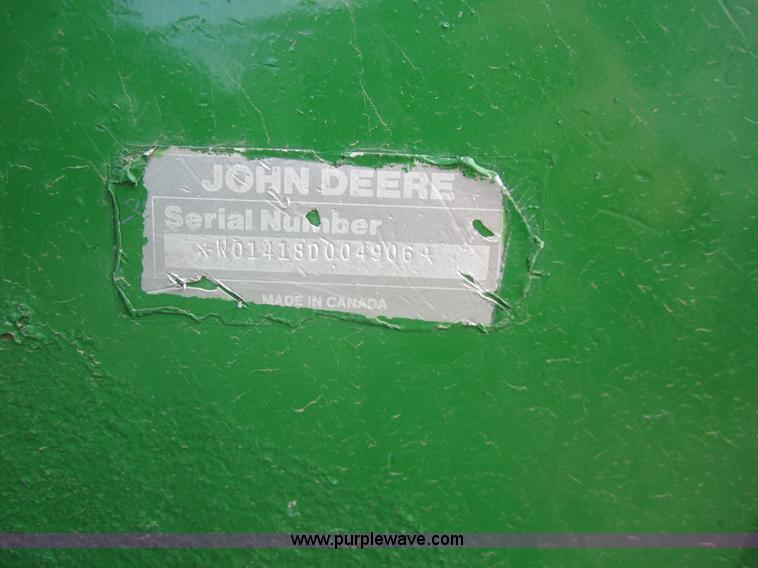 JOHN DEERE
Serial Number
*W01418D004906*
MADE IN CANADA
www.purplewave.com